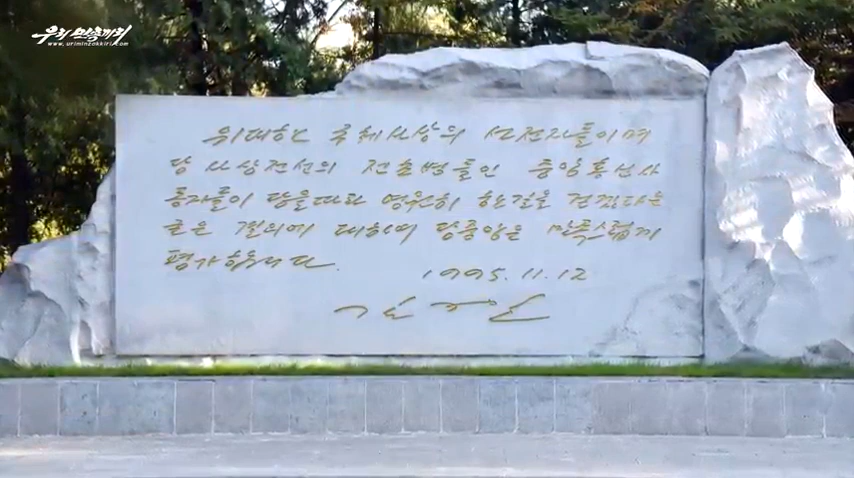 우리민족끼리
www.uriminzokkiri.com
위대한 주체사상의 선전자들이며
당 사상전선의 전초병들인 중앙통신사
동자들이 당을따라 영원히 한길을 걷겠다는
굳은 결의에 대하여 당중앙은 만족스럽게
평가합니다.
1995.11.12
김정일